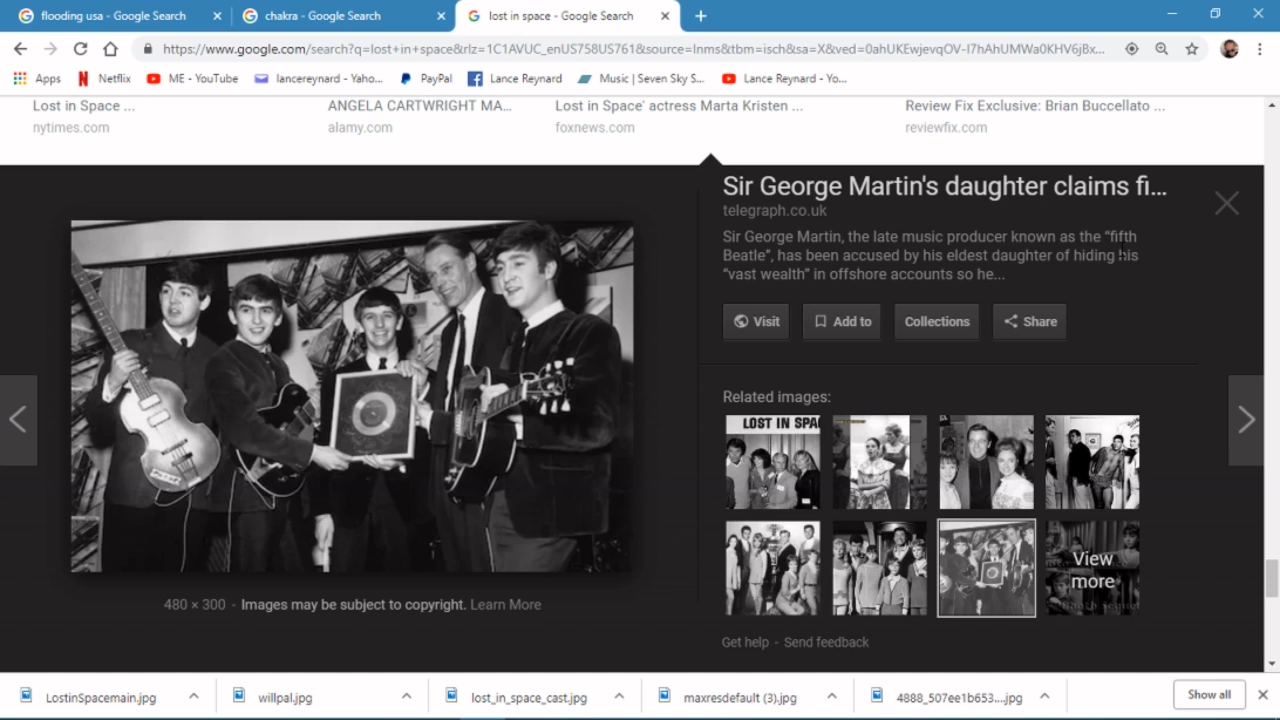 flooding usa - Google Search
chakra - Google Search
lost in space - Google Search
https://www.google.com/search?q=lost+in+space&rlz=1C1AVUC_enUS758US761&source=lnms&tbm=isch&sa=X&ved=0ahUKEwjevqOV-I7hAhUMWa0KHV6jBx...
Apps Netflix ME - YouTube lancereynard - Yaho... PayPal Lance Reynard Music | Seven Sky S... Lance Reynard - Yo...
Lost in Space ... ANGELA CARTWRIGHT MA... Lost in Space' actress Marta Kristen ... Review Fix Exclusive: Brian Buccellato ...
nytimes.com alamy.com foxnews.com reviewfix.com
Sir George Martin's daughter claims fi...
telegraph.co.uk
Sir George Martin, the late music producer known as the “fifth
Beatle”, has been accused by his eldest daughter of hiding his
“vast wealth” in offshore accounts so he...
Visit Add to Collections Share
Related images:
LOST IN SPA
View
more
480 × 300 - Images may be subject to copyright. Learn More
Get help - Send feedback
LostinSpacemain.jpg willpal.jpg lost_in_space_cast.jpg maxresdefault (3).jpg 4888_507ee1b653....jpg Show all